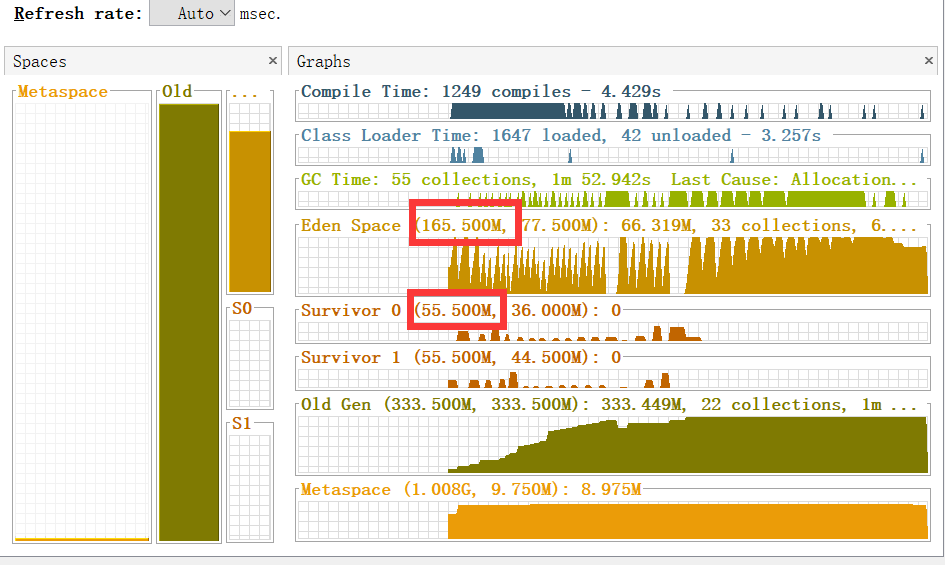 Refresh rate: Auto msec.
Spaces ×
Metaspace
Old
...
S0
S1
Graphs ×
Compile Time: 1249 compiles - 4.429s
Class Loader Time: 1647 loaded, 42 unloaded - 3.257s
GC Time: 55 collections, 1m 52.942s Last Cause: Allocation...
Eden Space (165.500M, 77.500M): 66.319M, 33 collections, 6....
Survivor 0 (55.500M, 36.000M): 0
Survivor 1 (55.500M, 44.500M): 0
Old Gen (333.500M, 333.500M): 333.449M, 22 collections, 1m ...
Metaspace (1.008G, 9.750M): 8.975M